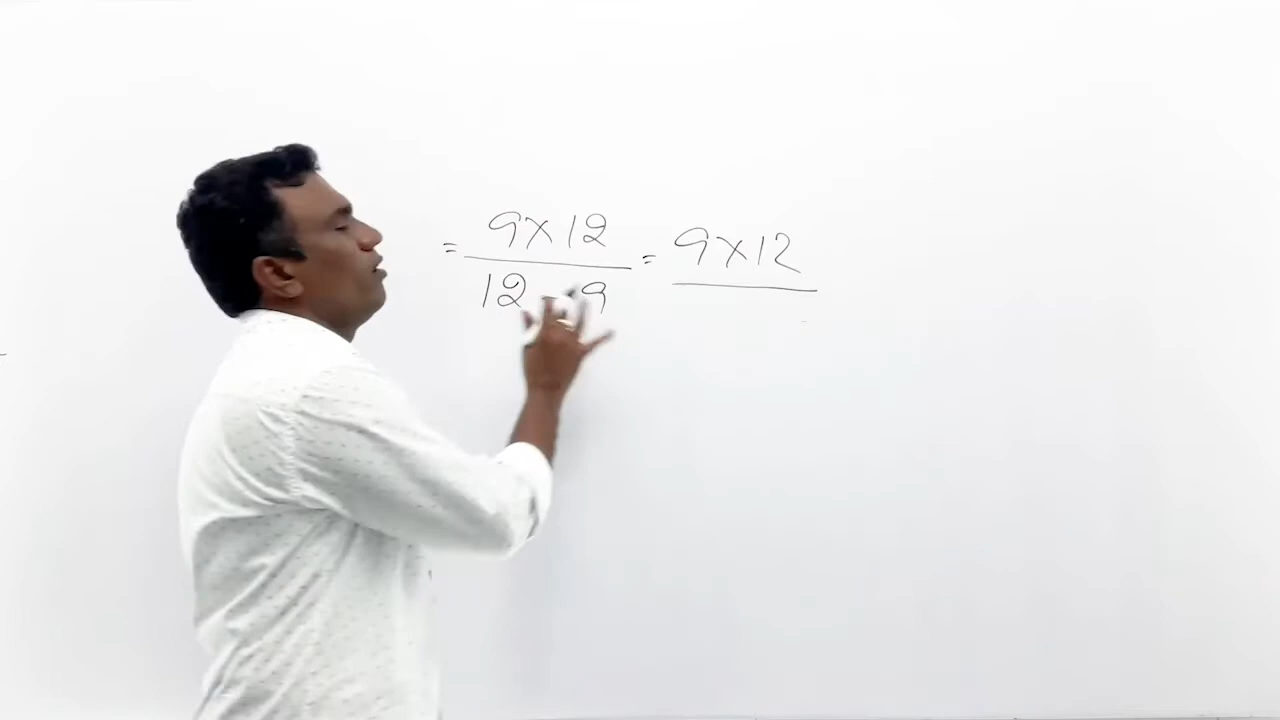 = 9×12 = 9×12
12 - 9